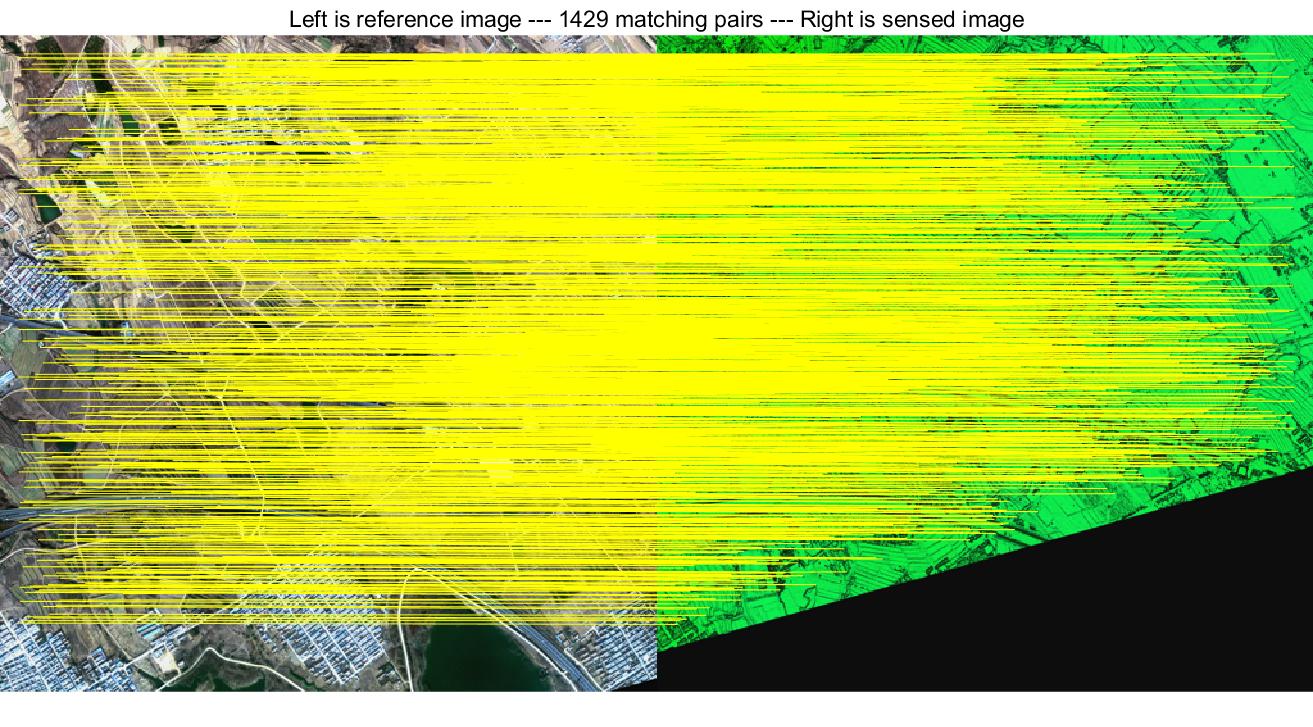 Left is reference image --- 1429 matching pairs --- Right is sensed image